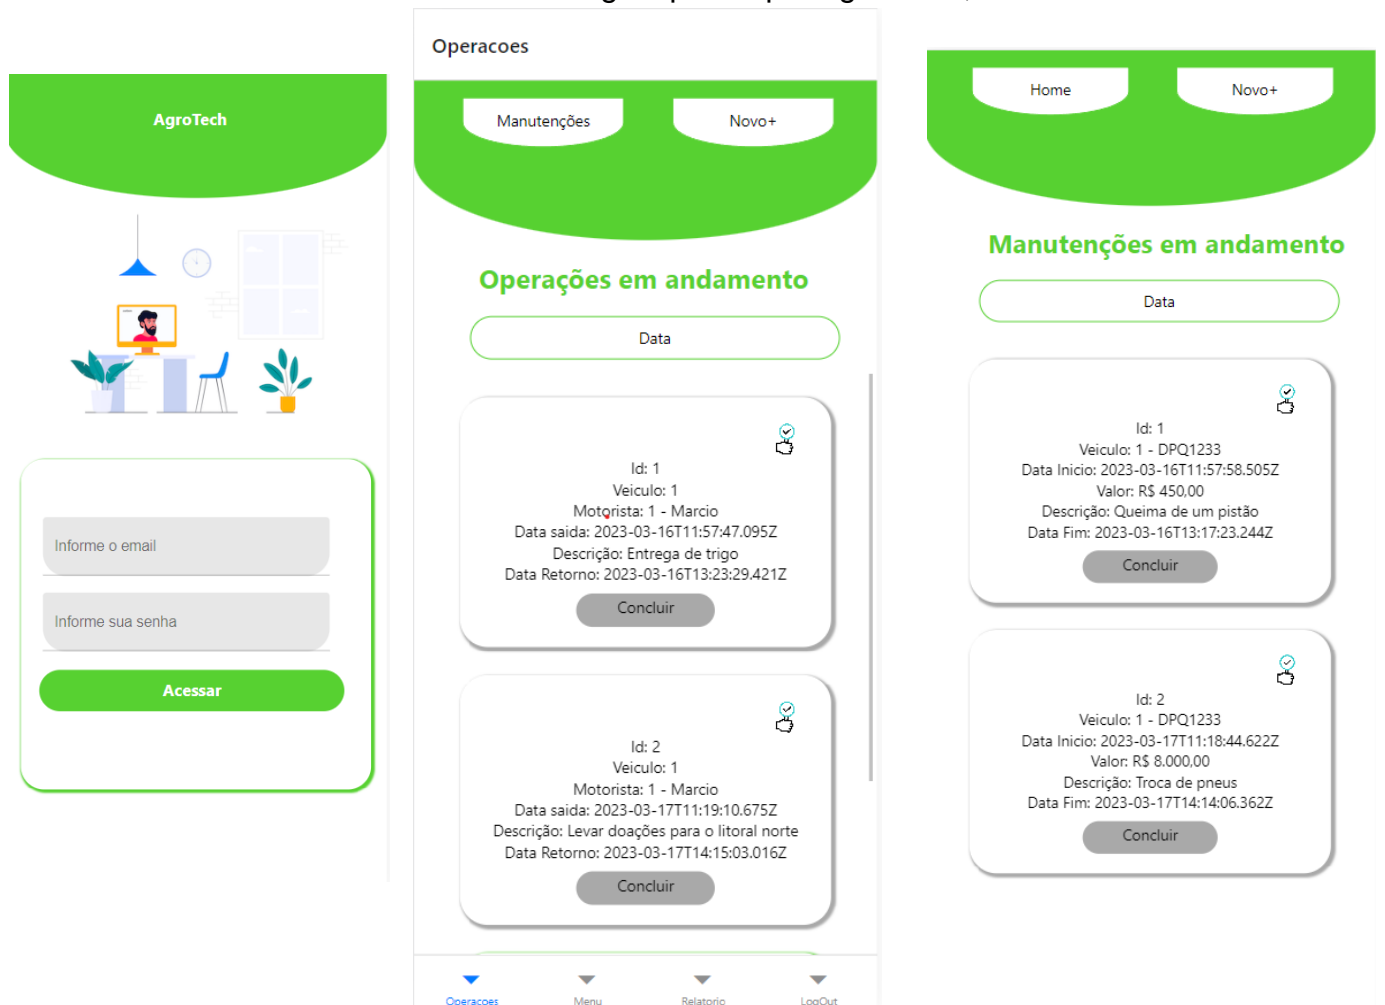 AgroTech
Informe o email
Informe sua senha
Acessar
Operacoes
Manutenções
Novo+
Operações em andamento
Data
Id: 1
Veiculo: 1
Motorista: 1 - Marcio
Data saida: 2023-03-16T11:57:47.095Z
Descrição: Entrega de trigo
Data Retorno: 2023-03-16T13:23:29.421Z
Concluir
Id: 2
Veiculo: 1
Motorista: 1 - Marcio
Data saida: 2023-03-17T11:19:10.675Z
Descrição: Levar doações para o litoral norte
Data Retorno: 2023-03-17T14:15:03.016Z
Concluir
Operacoes
Menu
Relatorio
LogOut
Home
Novo+
Manutenções em andamento
Data
Id: 1
Veiculo: 1 - DPQ1233
Data Inicio: 2023-03-16T11:57:58.505Z
Valor: R$ 450,00
Descrição: Queima de um pistão
Data Fim: 2023-03-16T13:17:23.244Z
Concluir
Id: 2
Veiculo: 1 - DPQ1233
Data Inicio: 2023-03-17T11:18:44.622Z
Valor: R$ 8.000,00
Descrição: Troca de pneus
Data Fim: 2023-03-17T14:14:06.362Z
Concluir